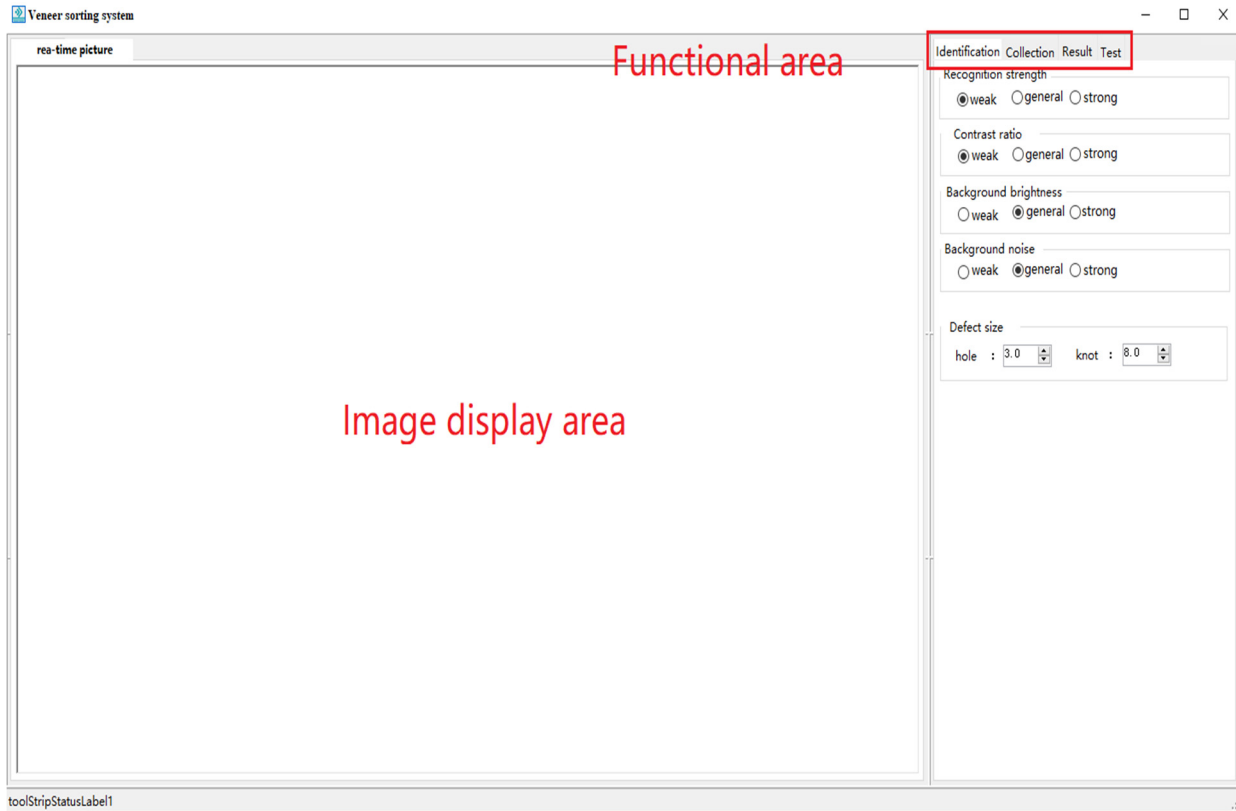 Veneer sorting system
rea-time picture
Functional area
Identification Collection Result Test
Recognition strength
weak general strong
Contrast ratio
weak general strong
Background brightness
weak general strong
Background noise
weak general strong
Defect size
hole : 3.0 knot : 8.0
Image display area
toolStripStatusLabel1